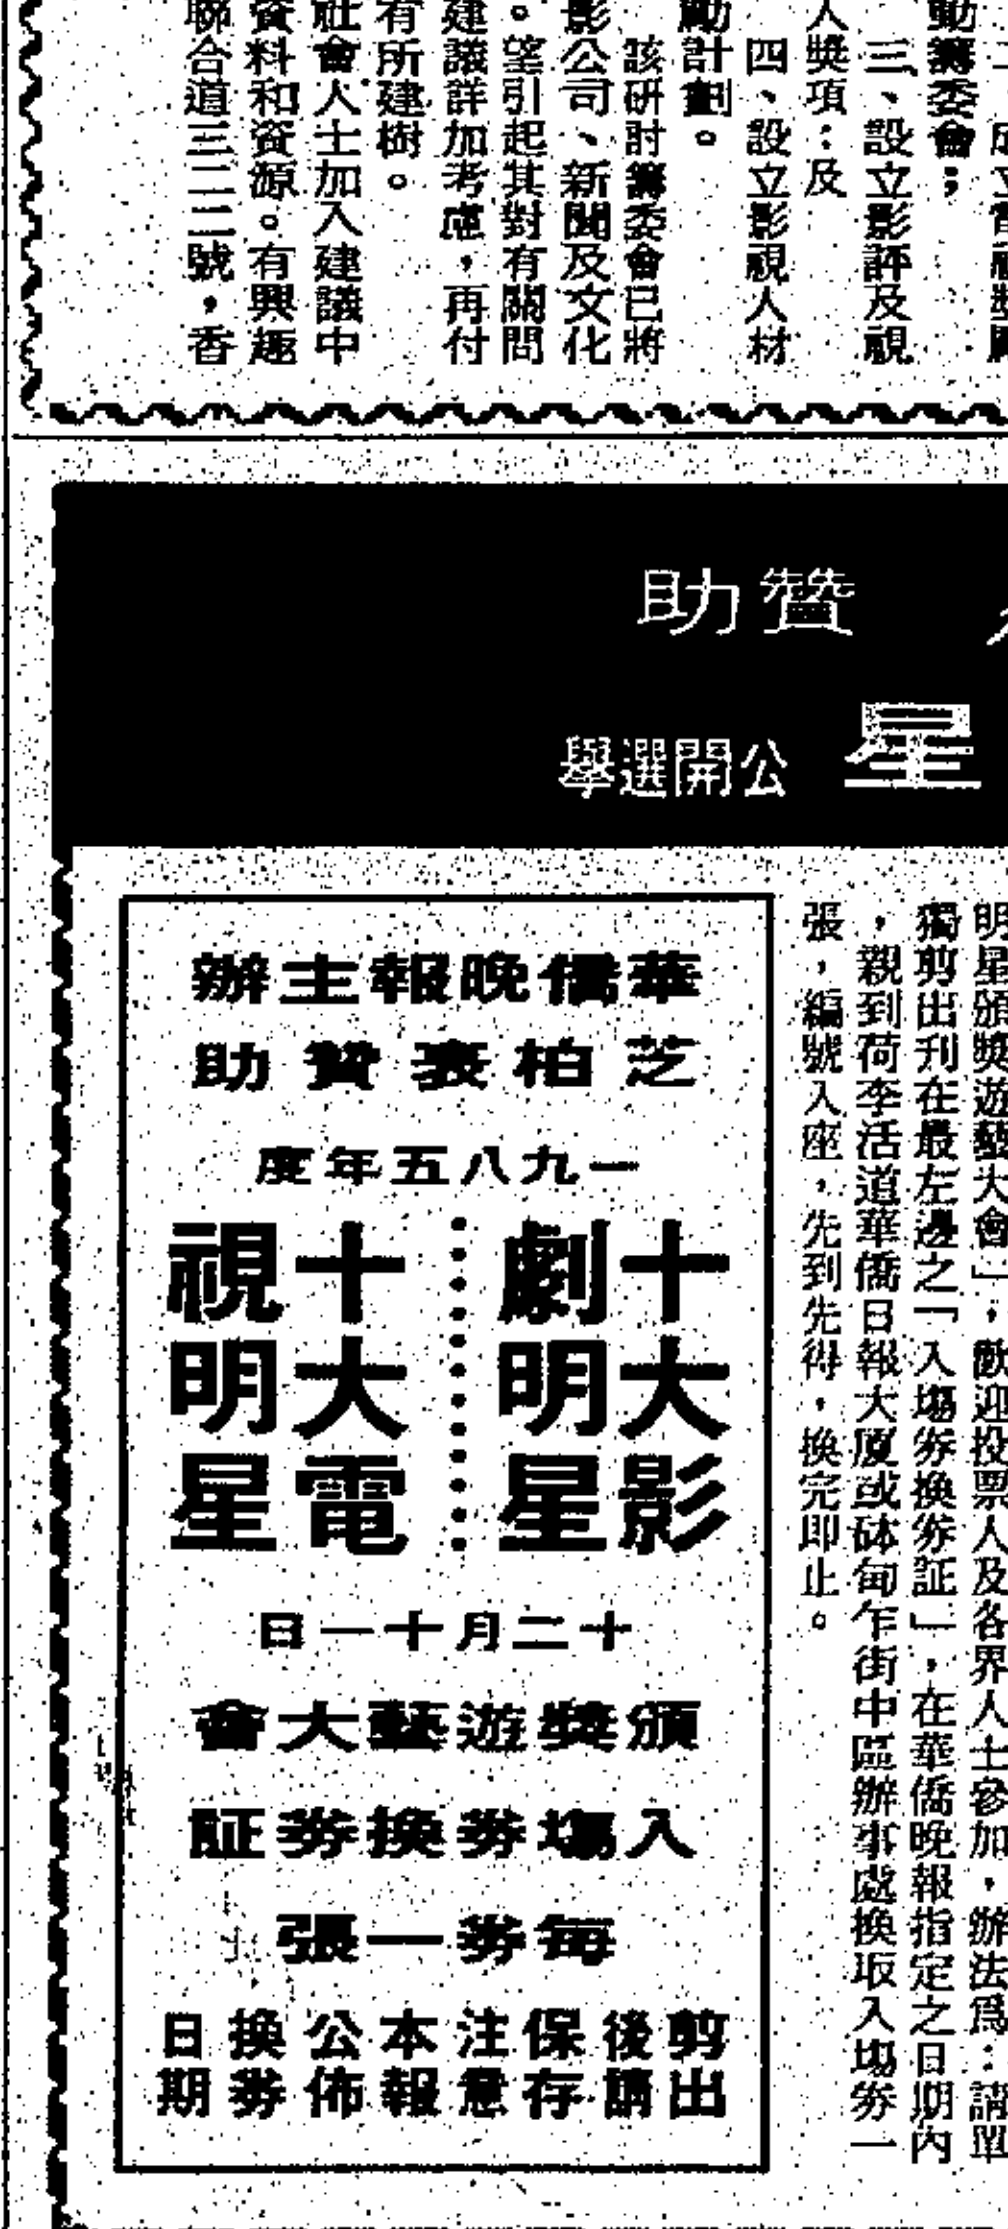 動籌委會；
三、設立影評及視
人獎項：及
四、設立影視人材
勵計劃。
該研討籌委會已將
影公司、新聞及文化
。望引起其對有關問
建議詳加考慮，再付
有所建樹。
社會人士加入建議中
資料和資源。有興趣
聯合道三三二號，香
贊助
星 公開選舉
明星頒獎遊藝大會」，歡迎投票人及各界人士參加，辦法爲：請單
獨剪出刊在最左邊之「入場券換券証」，在華僑晚報指定之日期內
，親到荷李活道華僑日報大廈或砵甸乍街中區辦事處換取入場券一
張，編號入座，先到先得，換完即止。
華僑晚報主辦
芝柏表贊助
一九八五年度
十大影
劇明星
十大電
視明星
十二月十一日
頒獎遊藝大會
入場券換券証
每券一張
剪出後請保存注意本報公佈換券日期